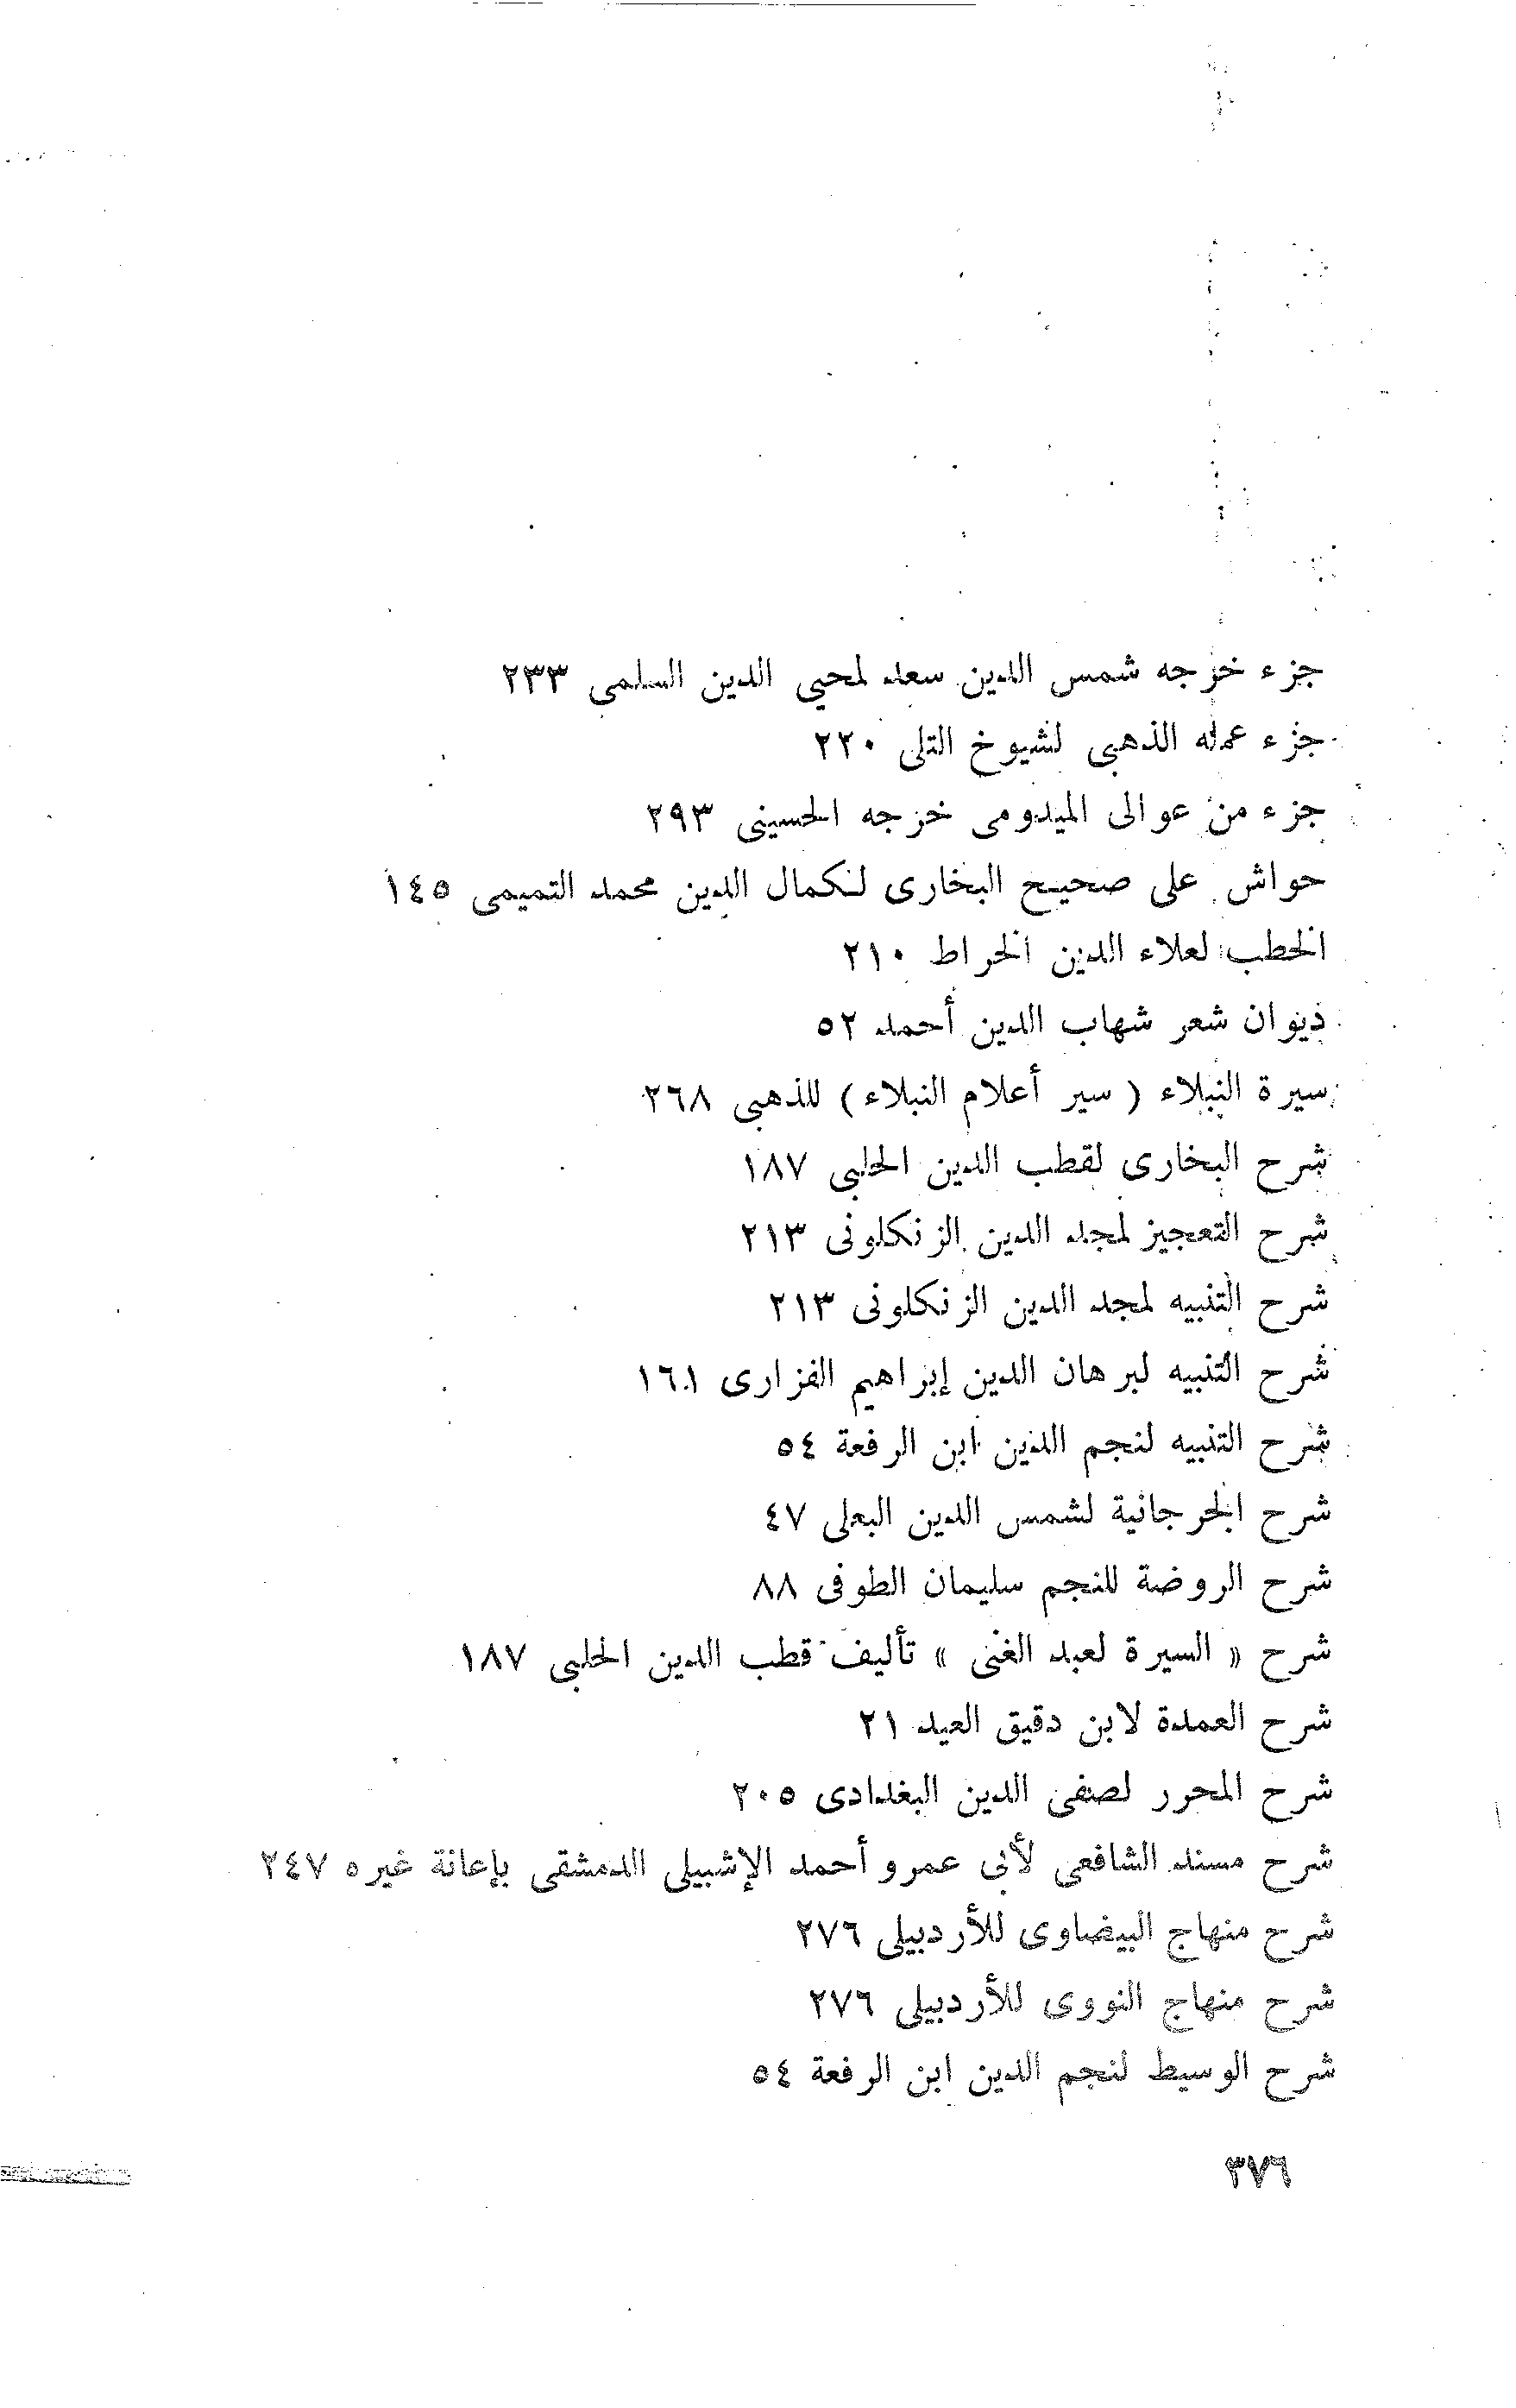 جزء خرجه شمس الدين سعد لمحيي الدين السلمى ٢٣٣
جزء عمله الذهبى لشيوخ التلى ٢٢٠
جزء من عوالى الميدومى خرجه الحسينى ٢٩٣
حواش على صحيح البخارى لكمال الدين محمد التميمى ١٤٥
الخطب لعلاء الدين الخراط ٢١٠
ديوان شعر شهاب الدين أحمد ٥٢
سيرة النبلاء ( سير أعلام النبلاء ) للذهبى ٢٦٨
شرح البخارى لقطب الدين الحلبى ١٨٧
شرح التعجيز لمجد الدين الزنكلونى ٢١٣
شرح التنبيه لمجد الدين الزنكلونى ٢١٣
شرح التنبيه لبرهان الدين إبراهيم الفزارى ١٦١
شرح التنبيه لنجم الدين ابن الرفعة ٥٤
شرح الجرجانية لشمس الدين البعلى ٤٧
شرح الروضة للنجم سليمان الطوفى ٨٨
شرح « السيرة لعبد الغنى » تأليف قطب الدين الحلبى ١٨٧
شرح العمدة لابن دقيق العيد ٢١
شرح المحرر لصفى الدين البغدادى ٢٠٥
شرح مسند الشافعى لأبى عمرو أحمد الإشبيلى الدمشقى بإعانة غيره ٢٤٧
شرح منهاج البيضاوى للأردبيلى ٢٧٦
شرح منهاج النووى للأردبيلى ٢٧٦
شرح الوسيط لنجم الدين ابن الرفعة ٥٤
٣٧٦